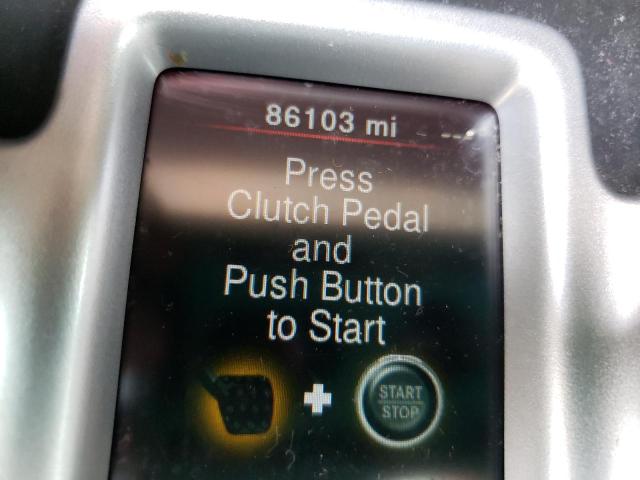 86103 mi
Press
Clutch Pedal
and
Push Button
to Start
START
STOP